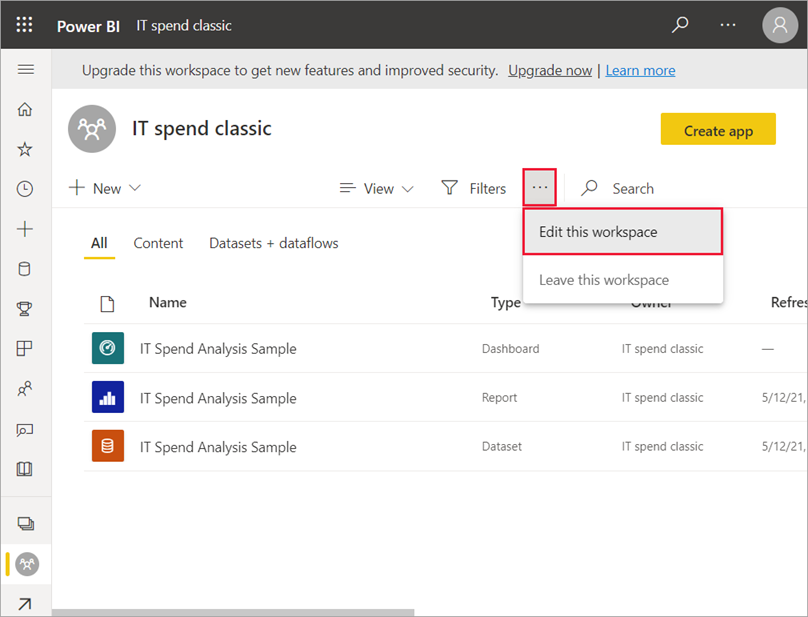 Power BI IT spend classic ···
Upgrade this workspace to get new features and improved security. Upgrade now | Learn more
IT spend classic
Create app
New View Filters ··· Search
Edit this workspace
All Content Datasets + dataflows
Leave this workspace
Name Type Owner Refres
IT Spend Analysis Sample Dashboard IT spend classic —
IT Spend Analysis Sample Report IT spend classic 5/12/21,
IT Spend Analysis Sample Dataset IT spend classic 5/12/21,